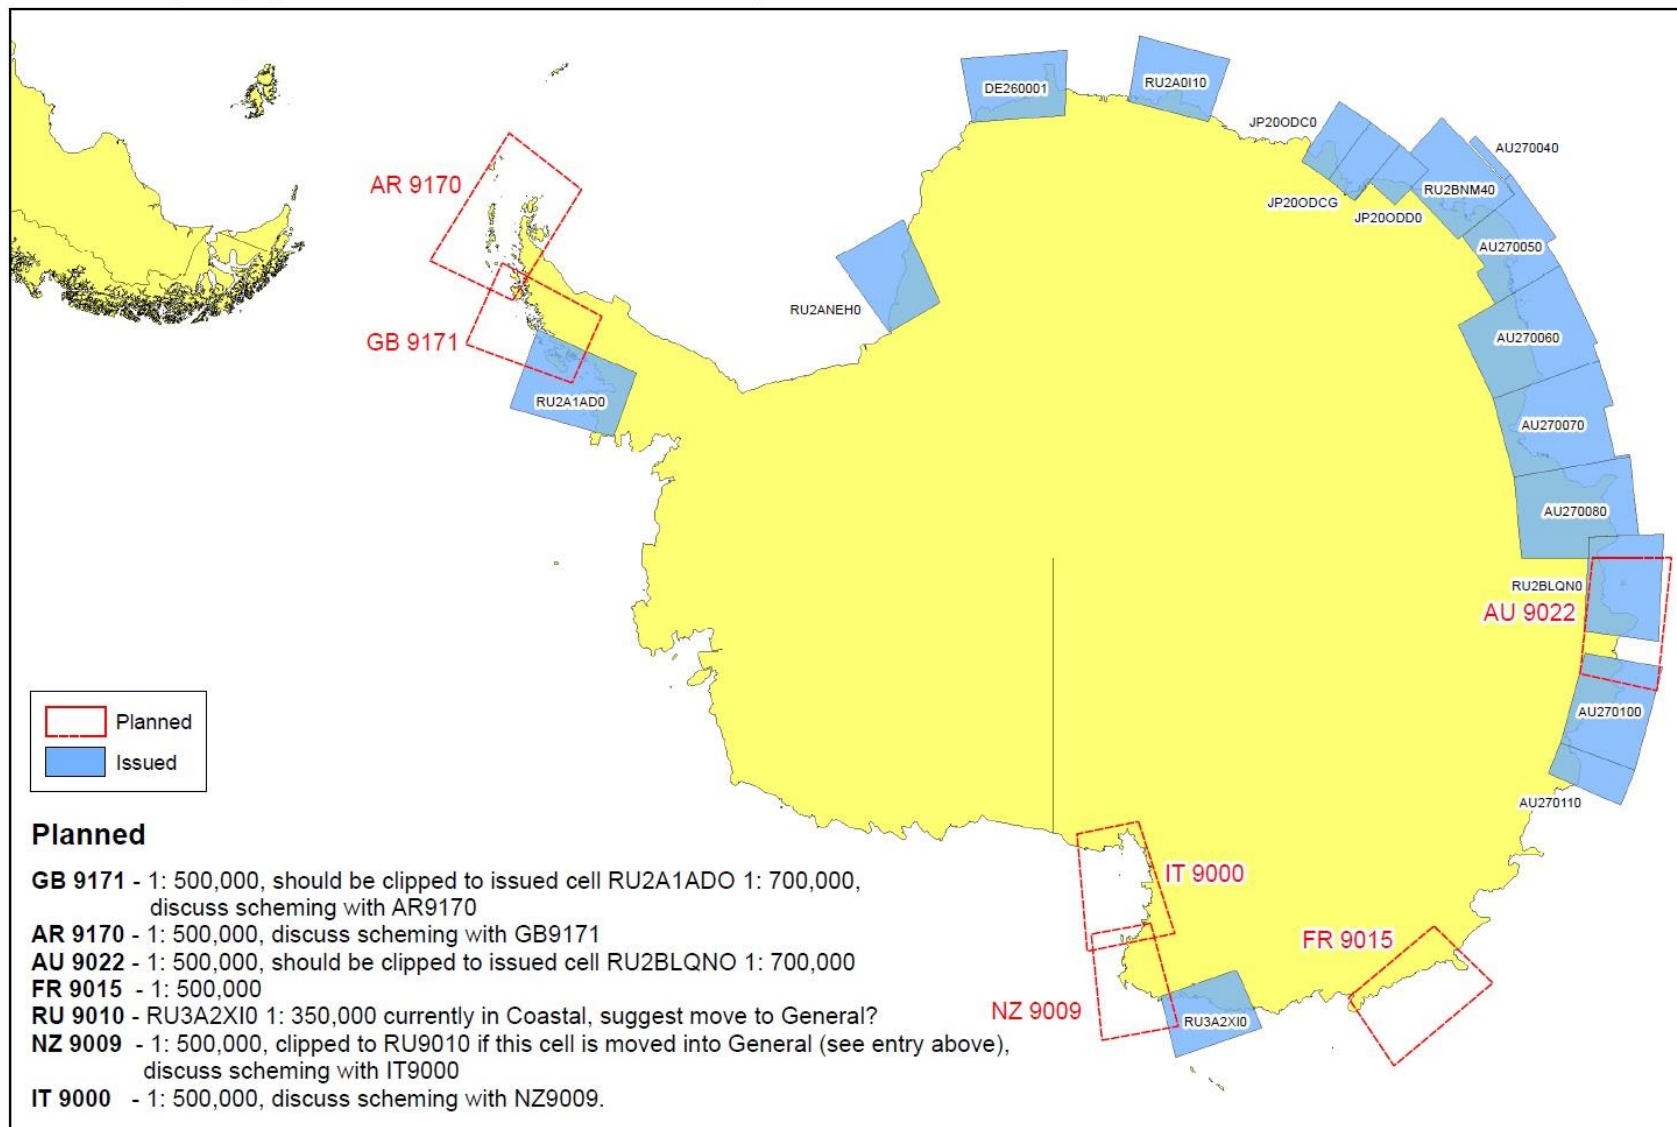 DE260001
RU2A0I10
JP20ODC0
AU270040
RU2BNM40
AR 9170
JP20ODCG
JP20ODD0
AU270050
RU2ANEH0
GB 9171
AU270060
RU2A1AD0
AU270070
AU270080
RU2BLQN0
AU 9022
AU270100
AU270110
Planned
Issued
IT 9000
FR 9015
NZ 9009
RU3A2XI0
Planned
GB 9171 - 1: 500,000, should be clipped to issued cell RU2A1ADO 1: 700,000,
discuss scheming with AR9170
AR 9170 - 1: 500,000, discuss scheming with GB9171
AU 9022 - 1: 500,000, should be clipped to issued cell RU2BLQNO 1: 700,000
FR 9015 - 1: 500,000
RU 9010 - RU3A2XI0 1: 350,000 currently in Coastal, suggest move to General?
NZ 9009 - 1: 500,000, clipped to RU9010 if this cell is moved into General (see entry above),
discuss scheming with IT9000
IT 9000 - 1: 500,000, discuss scheming with NZ9009.